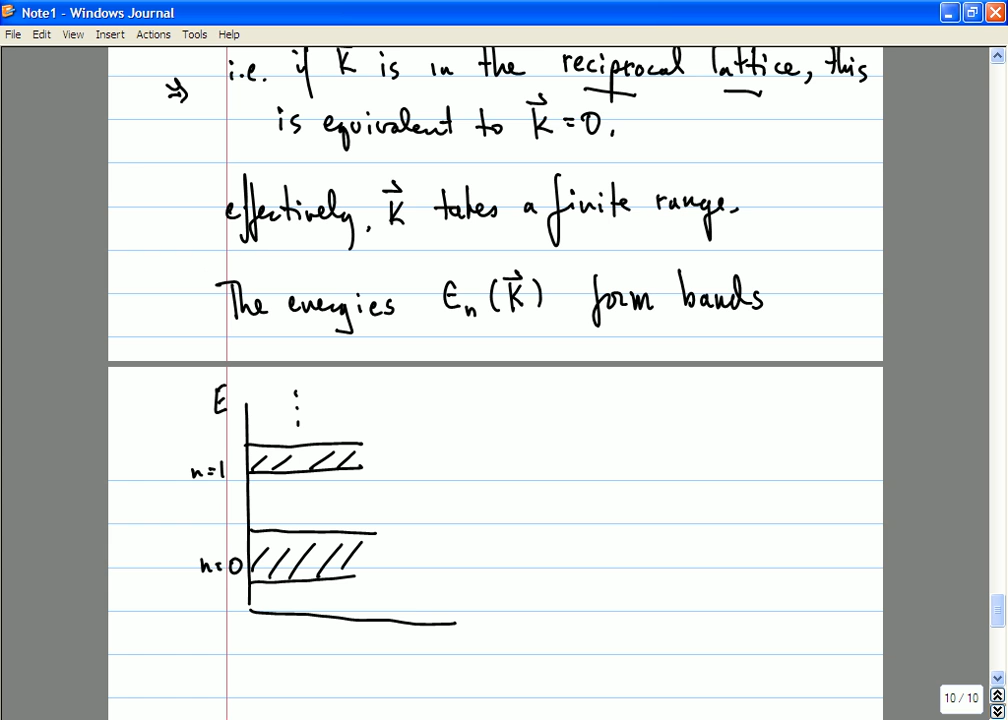 Note1 - Windows Journal
File Edit View Insert Actions Tools Help
i.e. if K is in the reciprocal lattice, this
⇒
is equivalent to K⃗ = 0.
effectively, K⃗ takes a finite range.
The energies Eₙ(K⃗) form bands
E
n=1
n=0
10 / 10